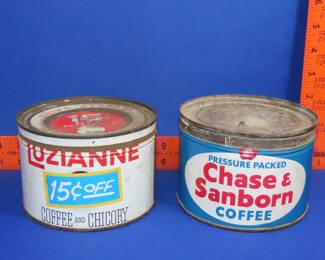 LUZIANNE
15¢ OFF
COFFEE AND CHICORY
PRESSURE PACKED
Chase &
Sanborn
COFFEE